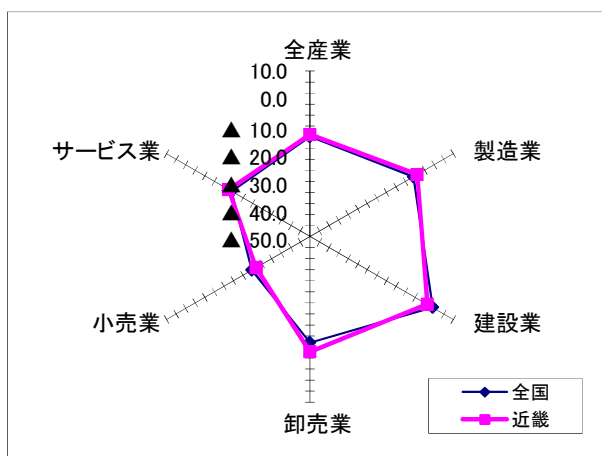 全産業
10.0
0.0
▲ 10.0
▲ 20.0
▲ 30.0
▲ 40.0
▲ 50.0
サービス業
製造業
小売業
建設業
卸売業
全国
近畿